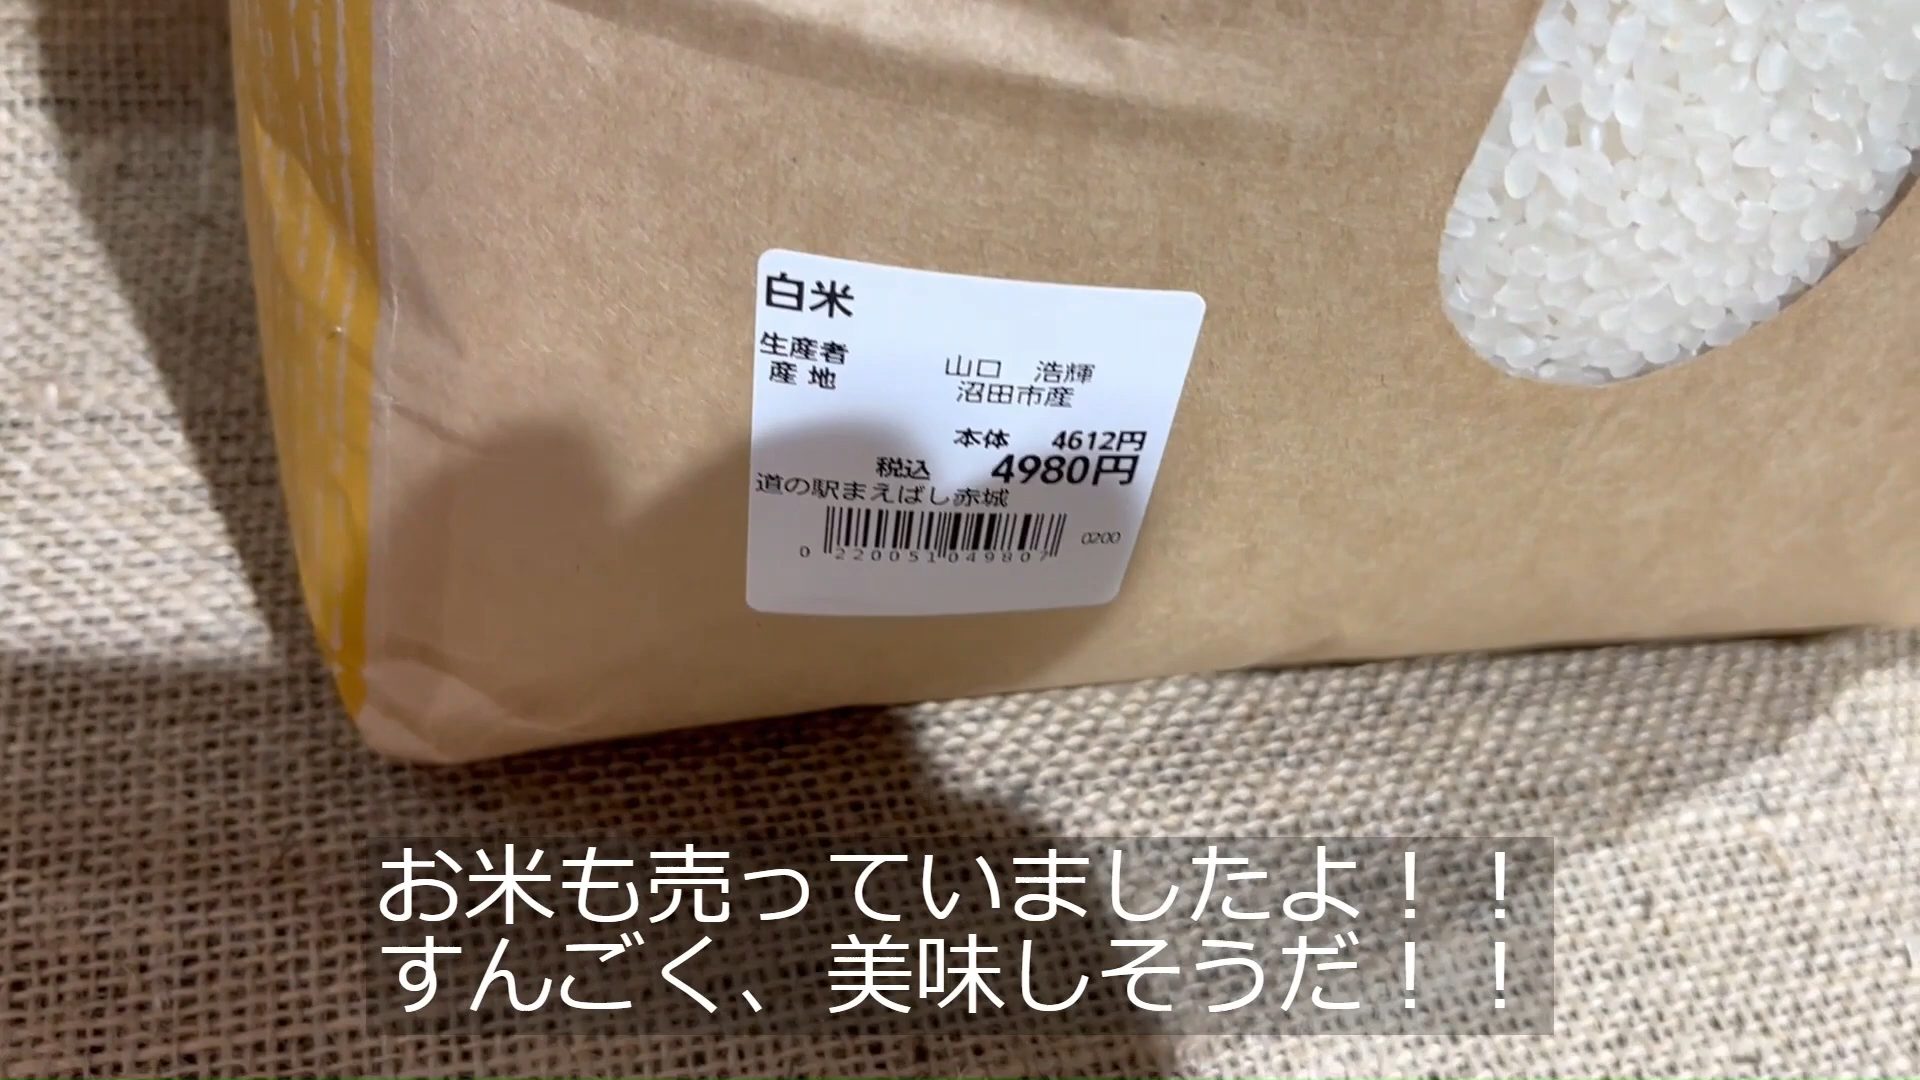 白米
生産者 山口 浩輝
産地 沼田市産
本体 4612円
税込 4980円
道の駅まえばし赤城
0 220051 049807 0200
お米も売っていましたよ！！
すんごく、美味しそうだ！！